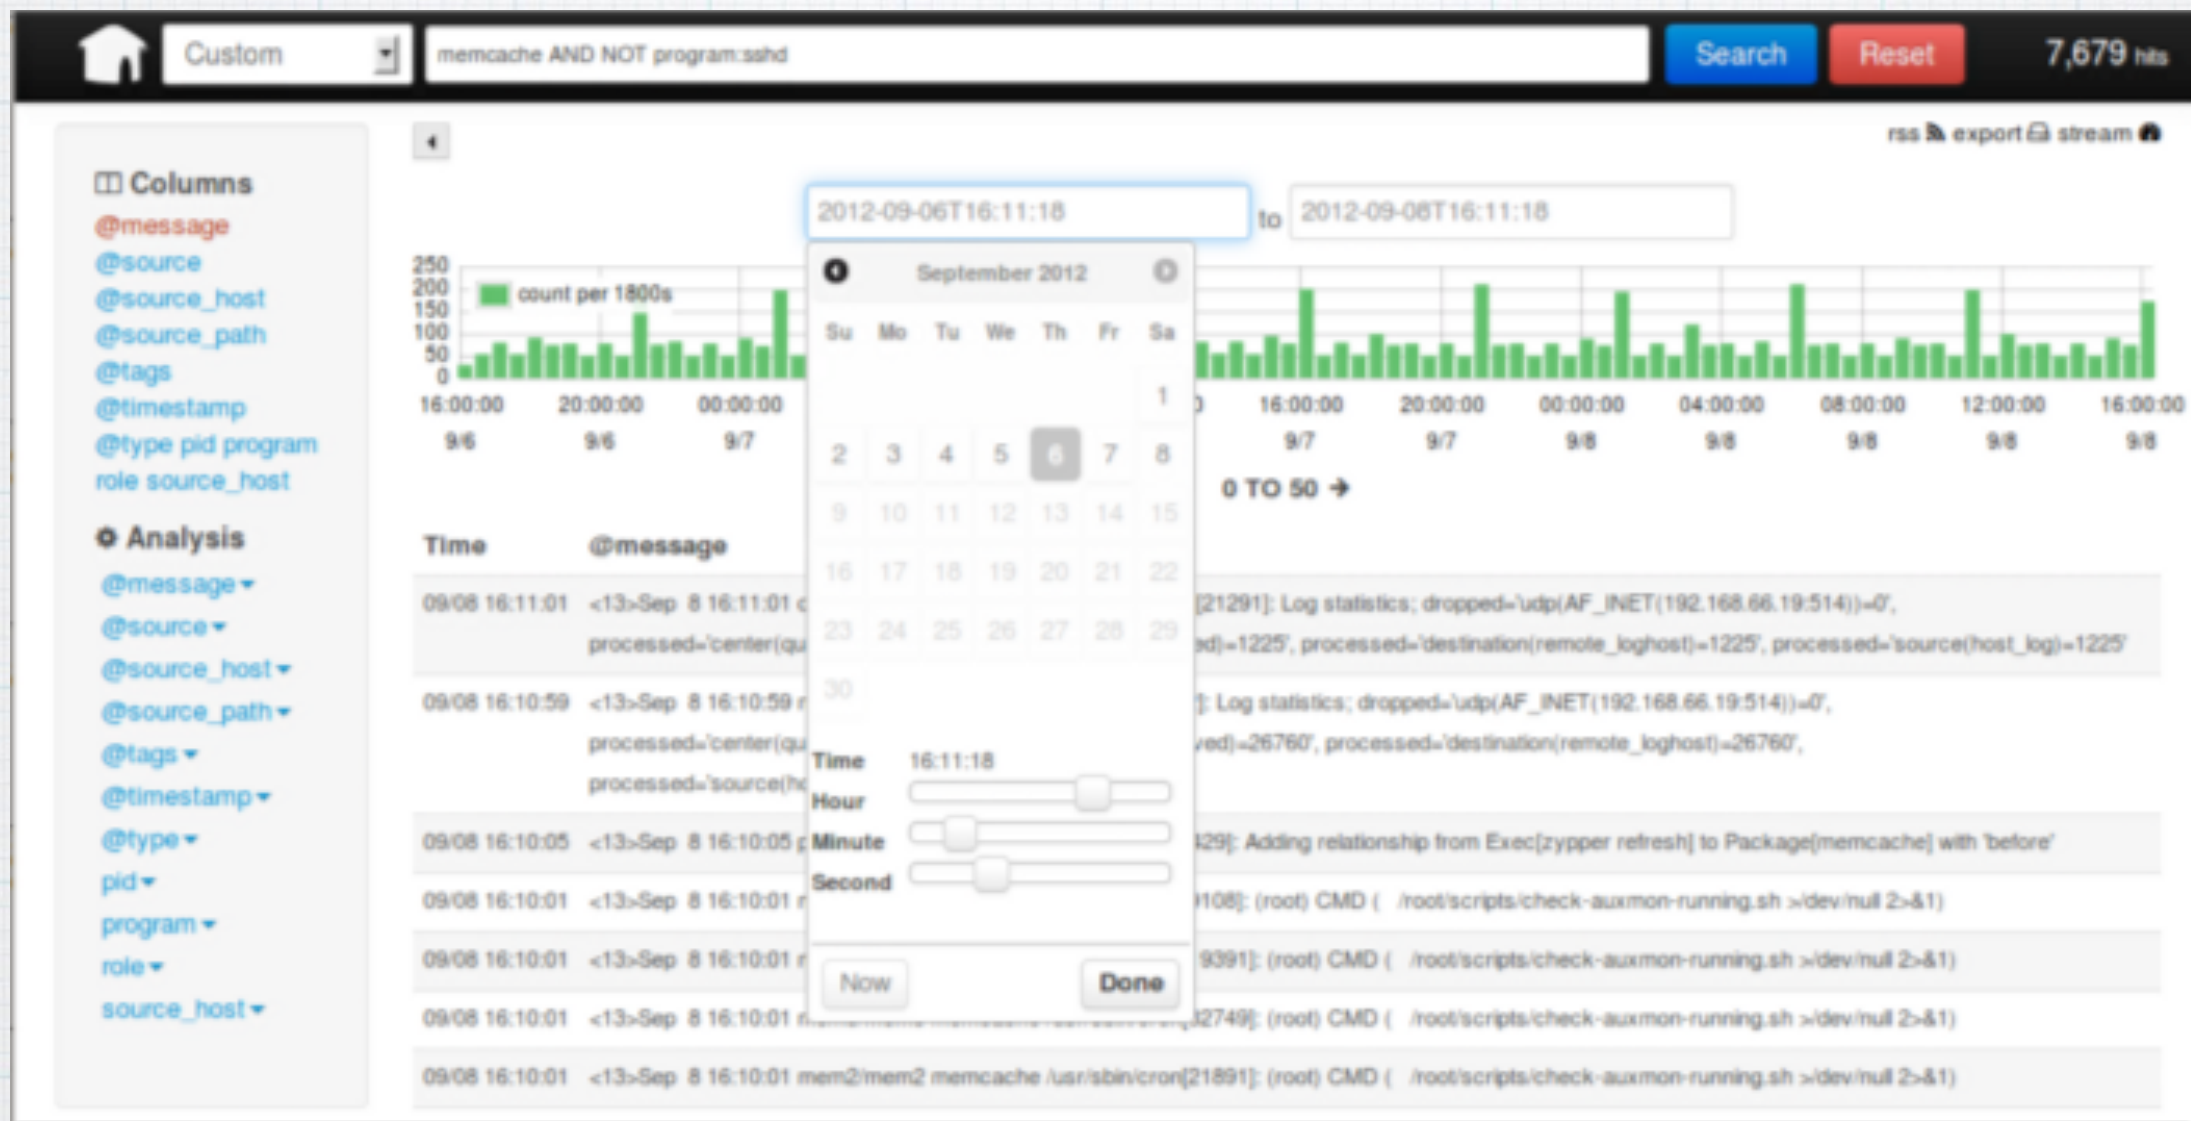 Custom memcache AND NOT program:sshd Search Reset 7,679 hits
rss export stream
Columns
@message
@source
@source_host
@source_path
@tags
@timestamp
@type pid program
role source_host
Analysis
@message
@source
@source_host
@source_path
@tags
@timestamp
@type
pid
program
role
source_host
2012-09-06T16:11:18 to 2012-09-08T16:11:18
250
200
150
100
50
0
count per 1800s
16:00:00 20:00:00 00:00:00 16:00:00 20:00:00 00:00:00 04:00:00 08:00:00 12:00:00 16:00:00
9/6 9/6 9/7 9/7 9/7 9/8 9/8 9/8 9/8 9/8
0 TO 50
September 2012
Su Mo Tu We Th Fr Sa
1
2 3 4 5 6 7 8
9 10 11 12 13 14 15
16 17 18 19 20 21 22
23 24 25 26 27 28 29
30
Time 16:11:18
Hour
Minute
Second
Now Done
Time @message
09/08 16:11:01 <13>Sep 8 16:11:01 [21291]: Log statistics; dropped='udp(AF_INET(192.168.66.19:514))=0',
processed='center(qu ed)=1225', processed='destination(remote_loghost)=1225', processed='source(host_log)=1225'
09/08 16:10:59 <13>Sep 8 16:10:59 ]: Log statistics; dropped='udp(AF_INET(192.168.66.19:514))=0',
processed='center(qu ved)=26760', processed='destination(remote_loghost)=26760',
processed='source(ho
09/08 16:10:05 <13>Sep 8 16:10:05 429]: Adding relationship from Exec[zypper refresh] to Package[memcache] with 'before'
09/08 16:10:01 <13>Sep 8 16:10:01 108]: (root) CMD ( /root/scripts/check-auxmon-running.sh >/dev/null 2>&1)
09/08 16:10:01 <13>Sep 8 16:10:01 9391]: (root) CMD ( /root/scripts/check-auxmon-running.sh >/dev/null 2>&1)
09/08 16:10:01 <13>Sep 8 16:10:01 2749]: (root) CMD ( /root/scripts/check-auxmon-running.sh >/dev/null 2>&1)
09/08 16:10:01 <13>Sep 8 16:10:01 mem2/mem2 memcache /usr/sbin/cron[21891]: (root) CMD ( /root/scripts/check-auxmon-running.sh >/dev/null 2>&1)